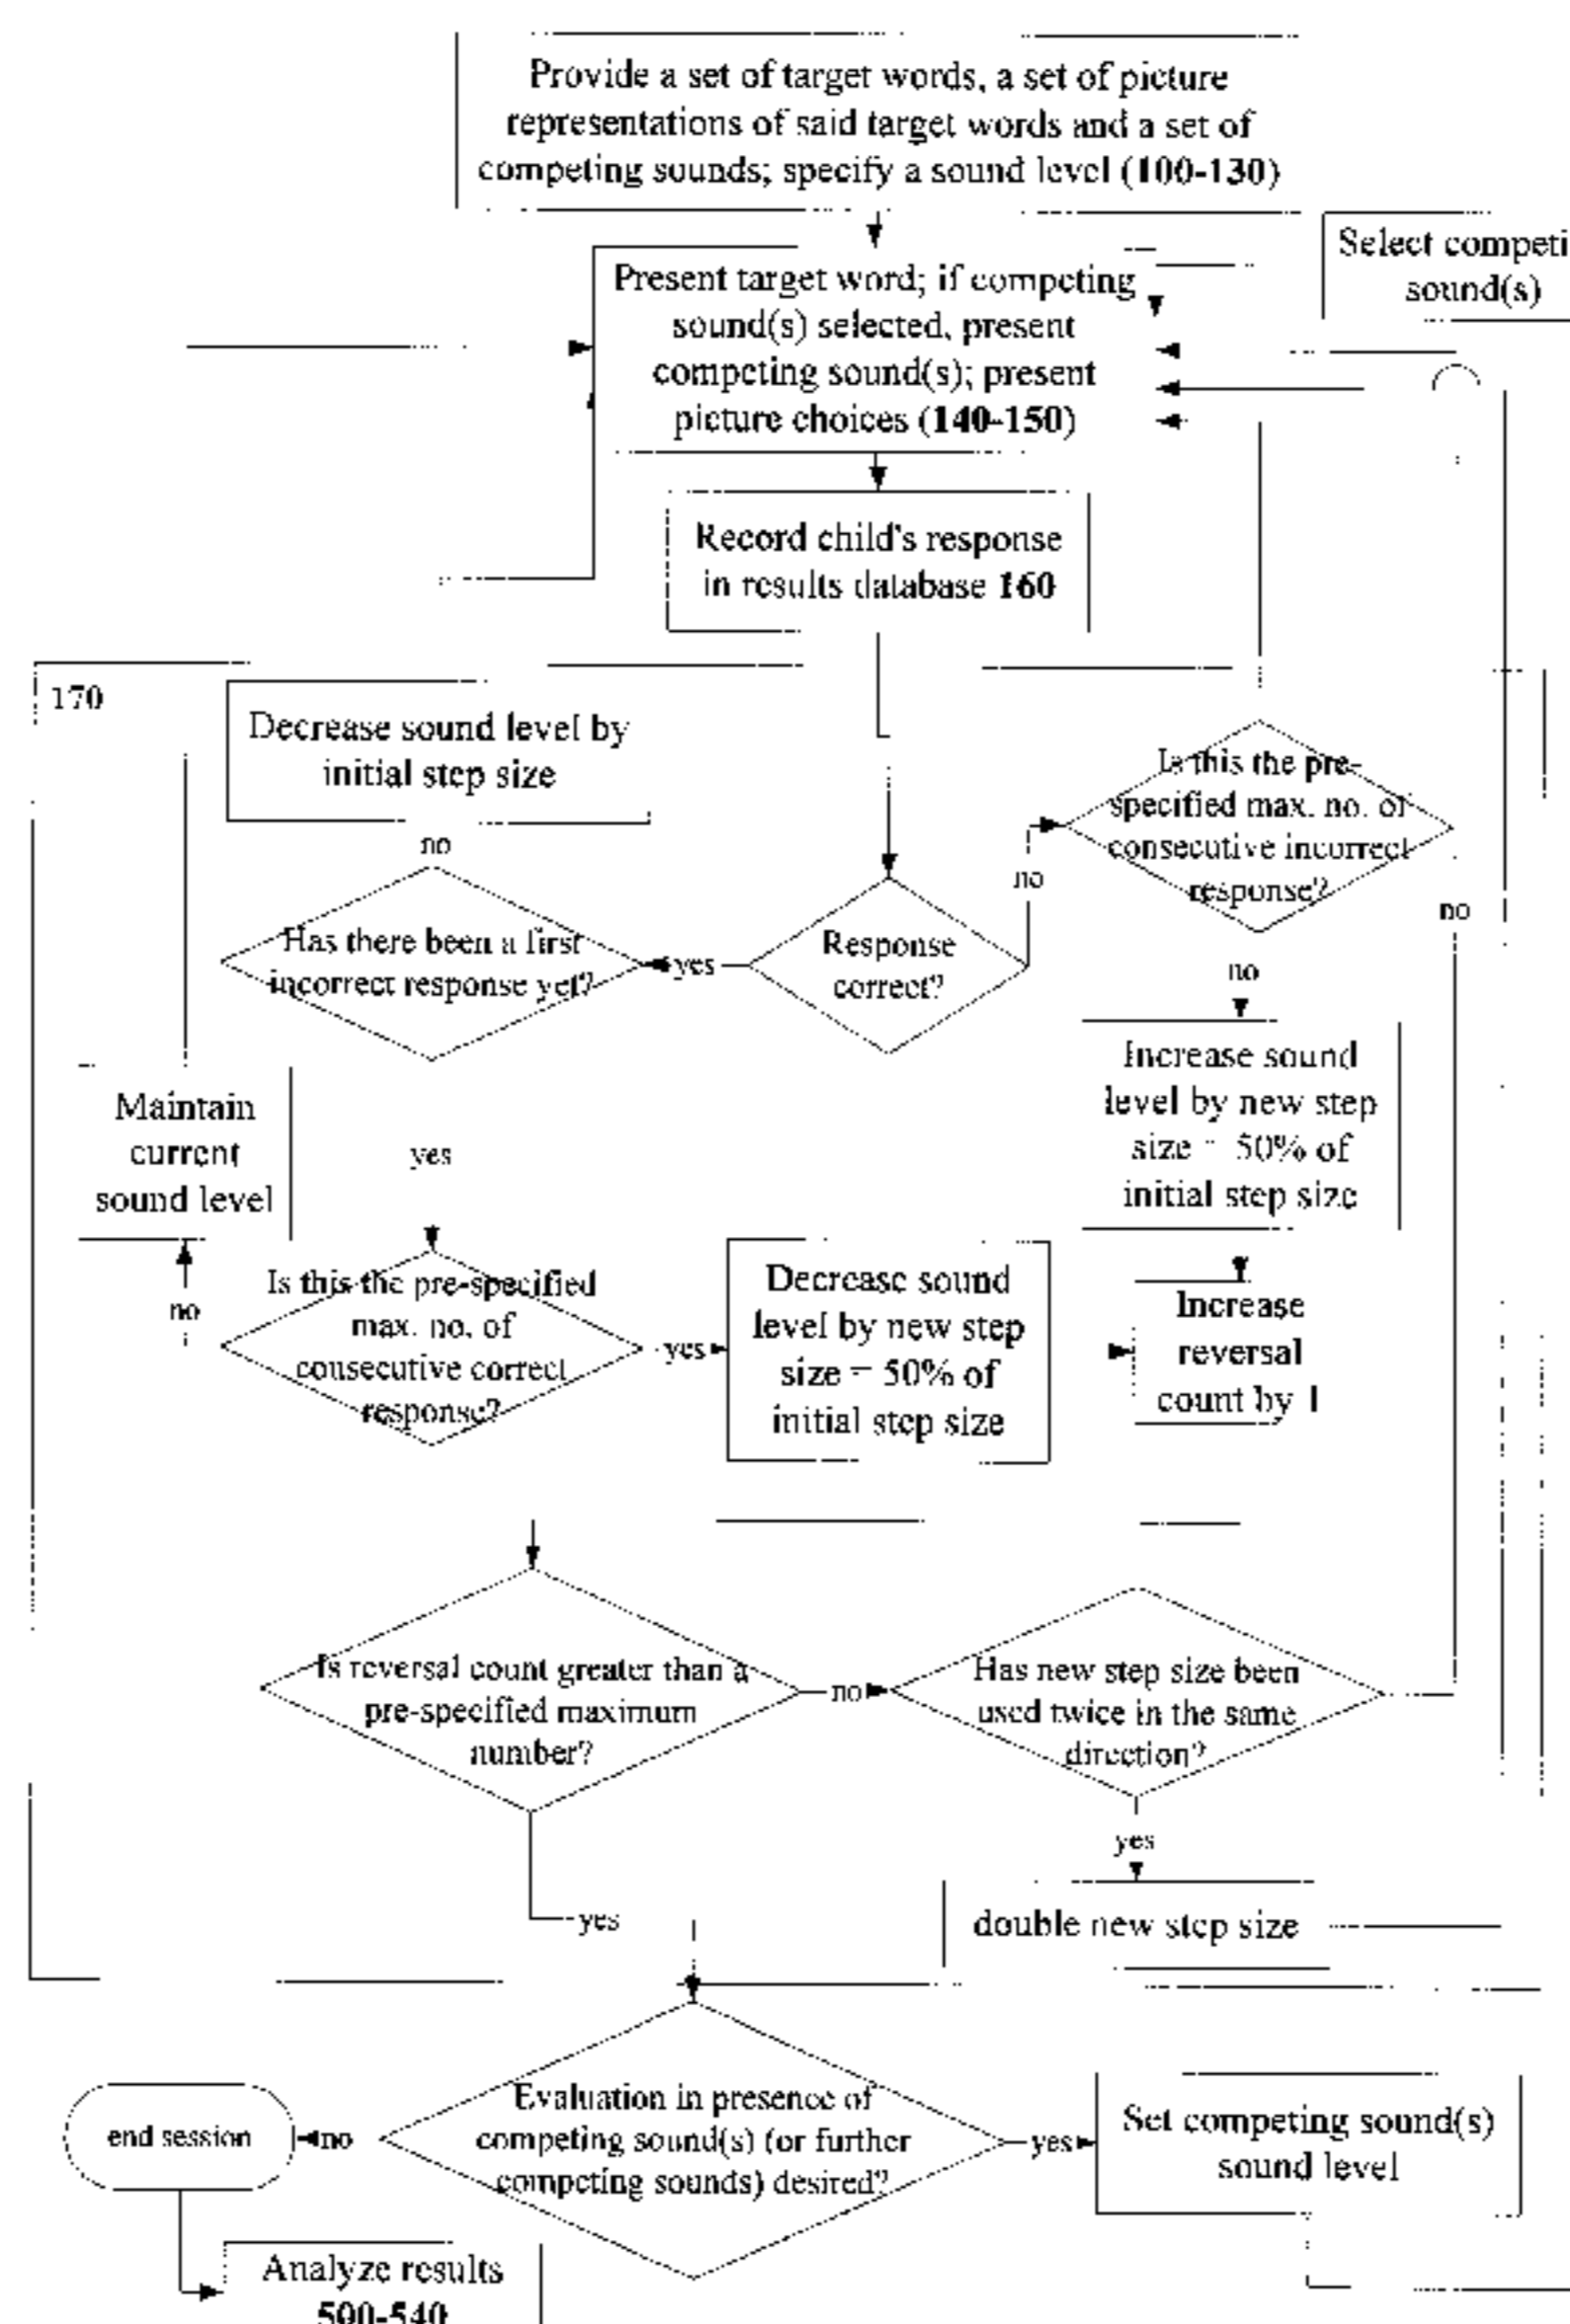 Provide a set of target words, a set of picture
representations of said target words and a set of
competing sounds; specify a sound level (100-130)
Select competi
sound(s)
Present target word; if competing
sound(s) selected, present
competing sound(s); present
picture choices (140-150)
Record child's response
in results database 160
170
Decrease sound level by
initial step size
no
Is this the pre-
specified max. no. of
consecutive incorrect
response?
no
no
Has there been a first
incorrect response yet?
yes
Response
correct?
no
Increase sound
level by new step
size = 50% of
initial step size
Maintain
current
sound level
yes
no
Is this the pre-specified
max. no. of
consecutive correct
response?
yes
Decrease sound
level by new step
size = 50% of
initial step size
Increase
reversal
count by 1
Is reversal count greater than a
pre-specified maximum
number?
no
Has new step size been
used twice in the same
direction?
yes
yes
double new step size
end session
no
Evaluation in presence of
competing sound(s) (or further
competing sounds) desired?
yes
Set competing sound(s)
sound level
Analyze results
500-540